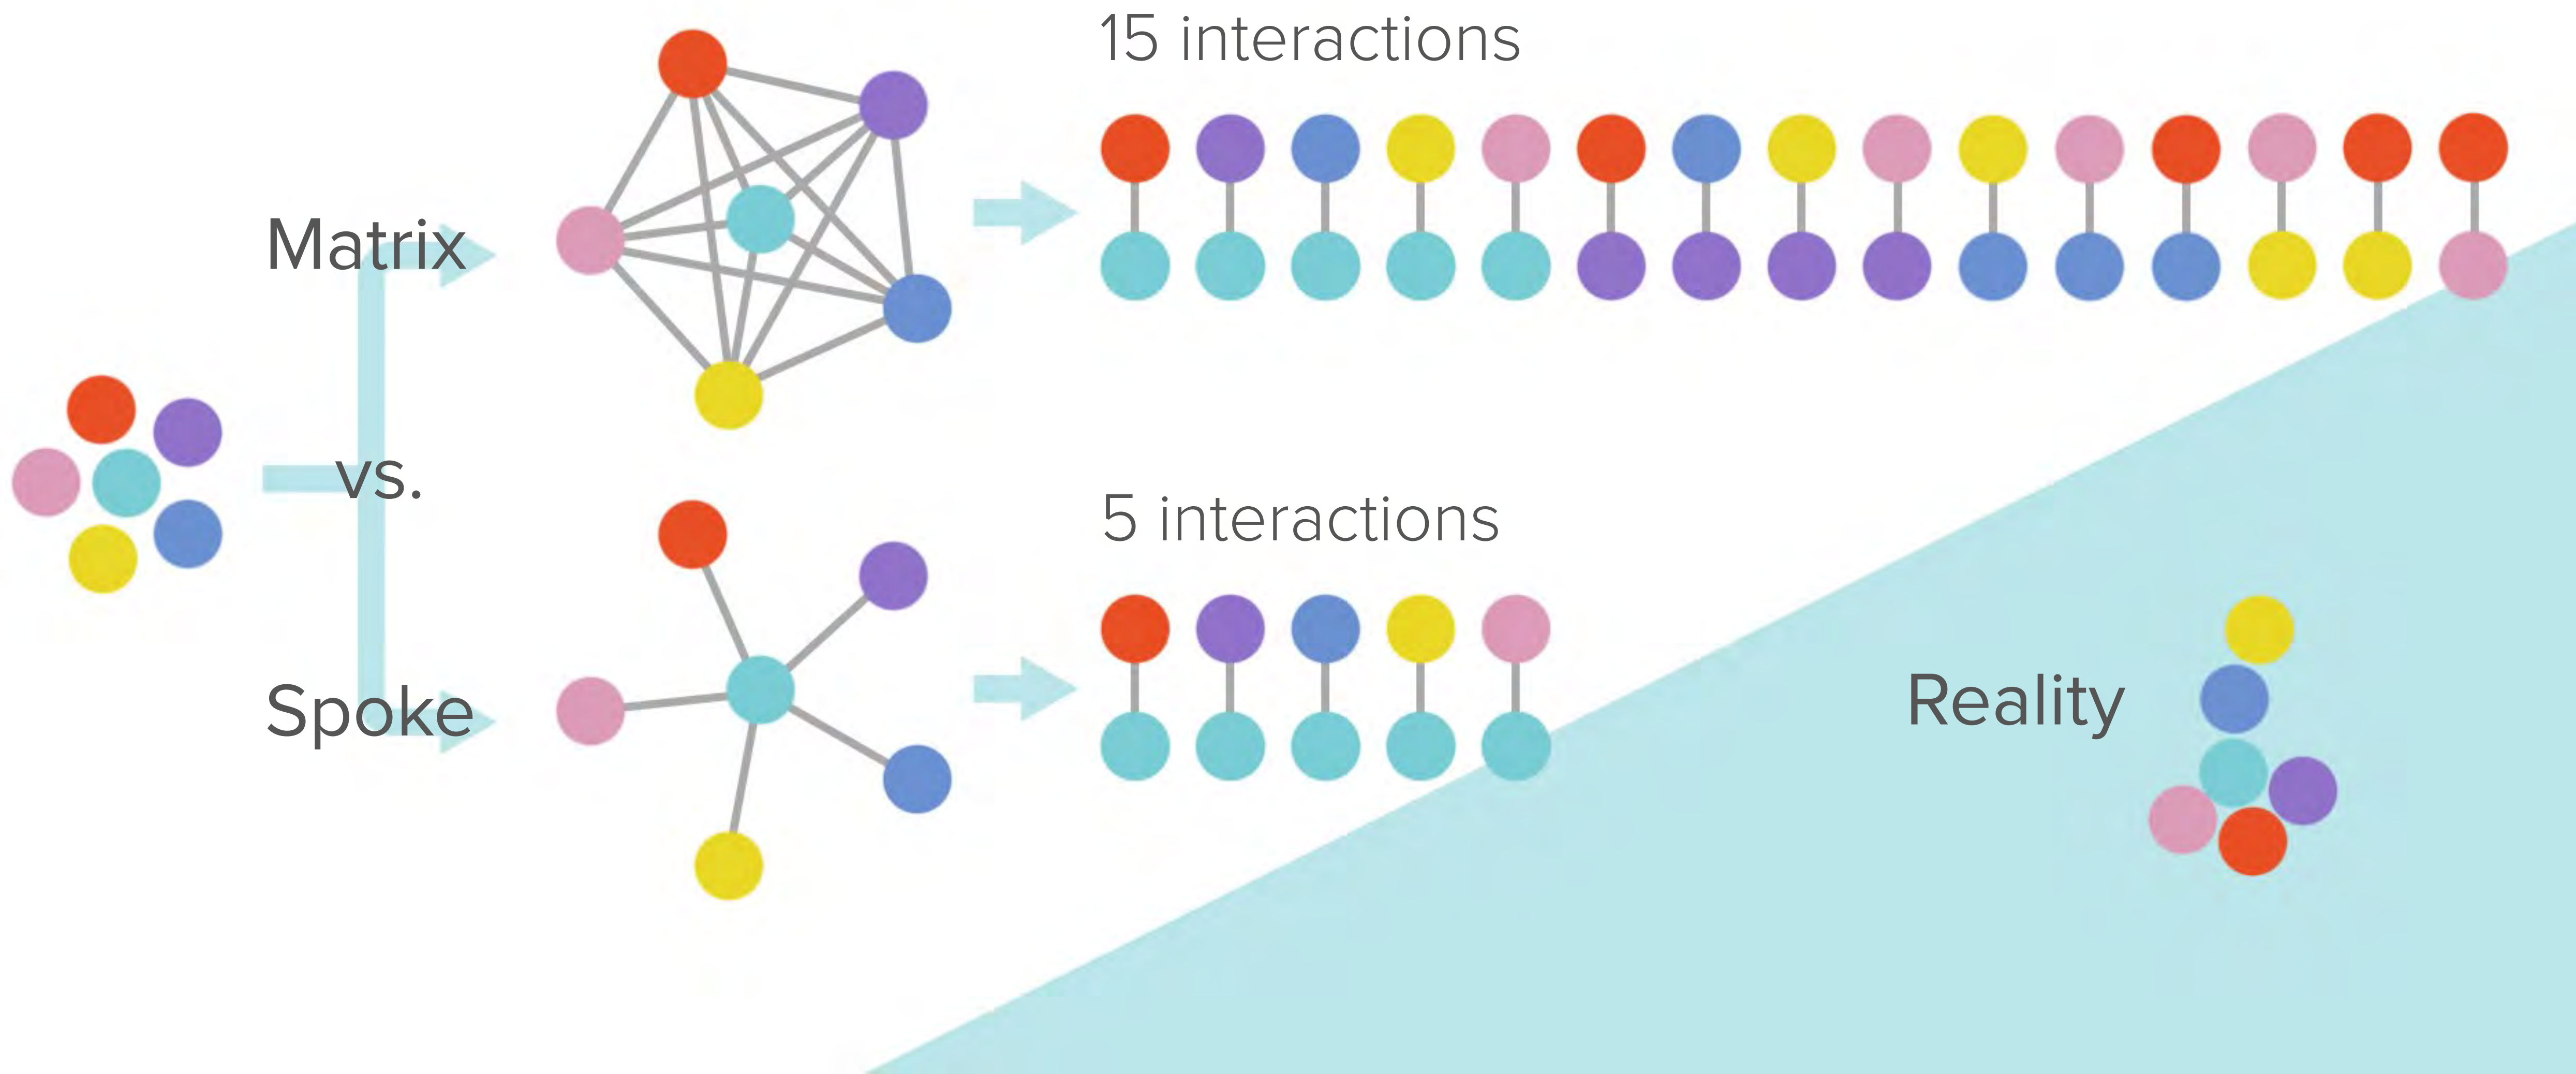 15 interactions
Matrix
vs.
5 interactions
Spoke
Reality